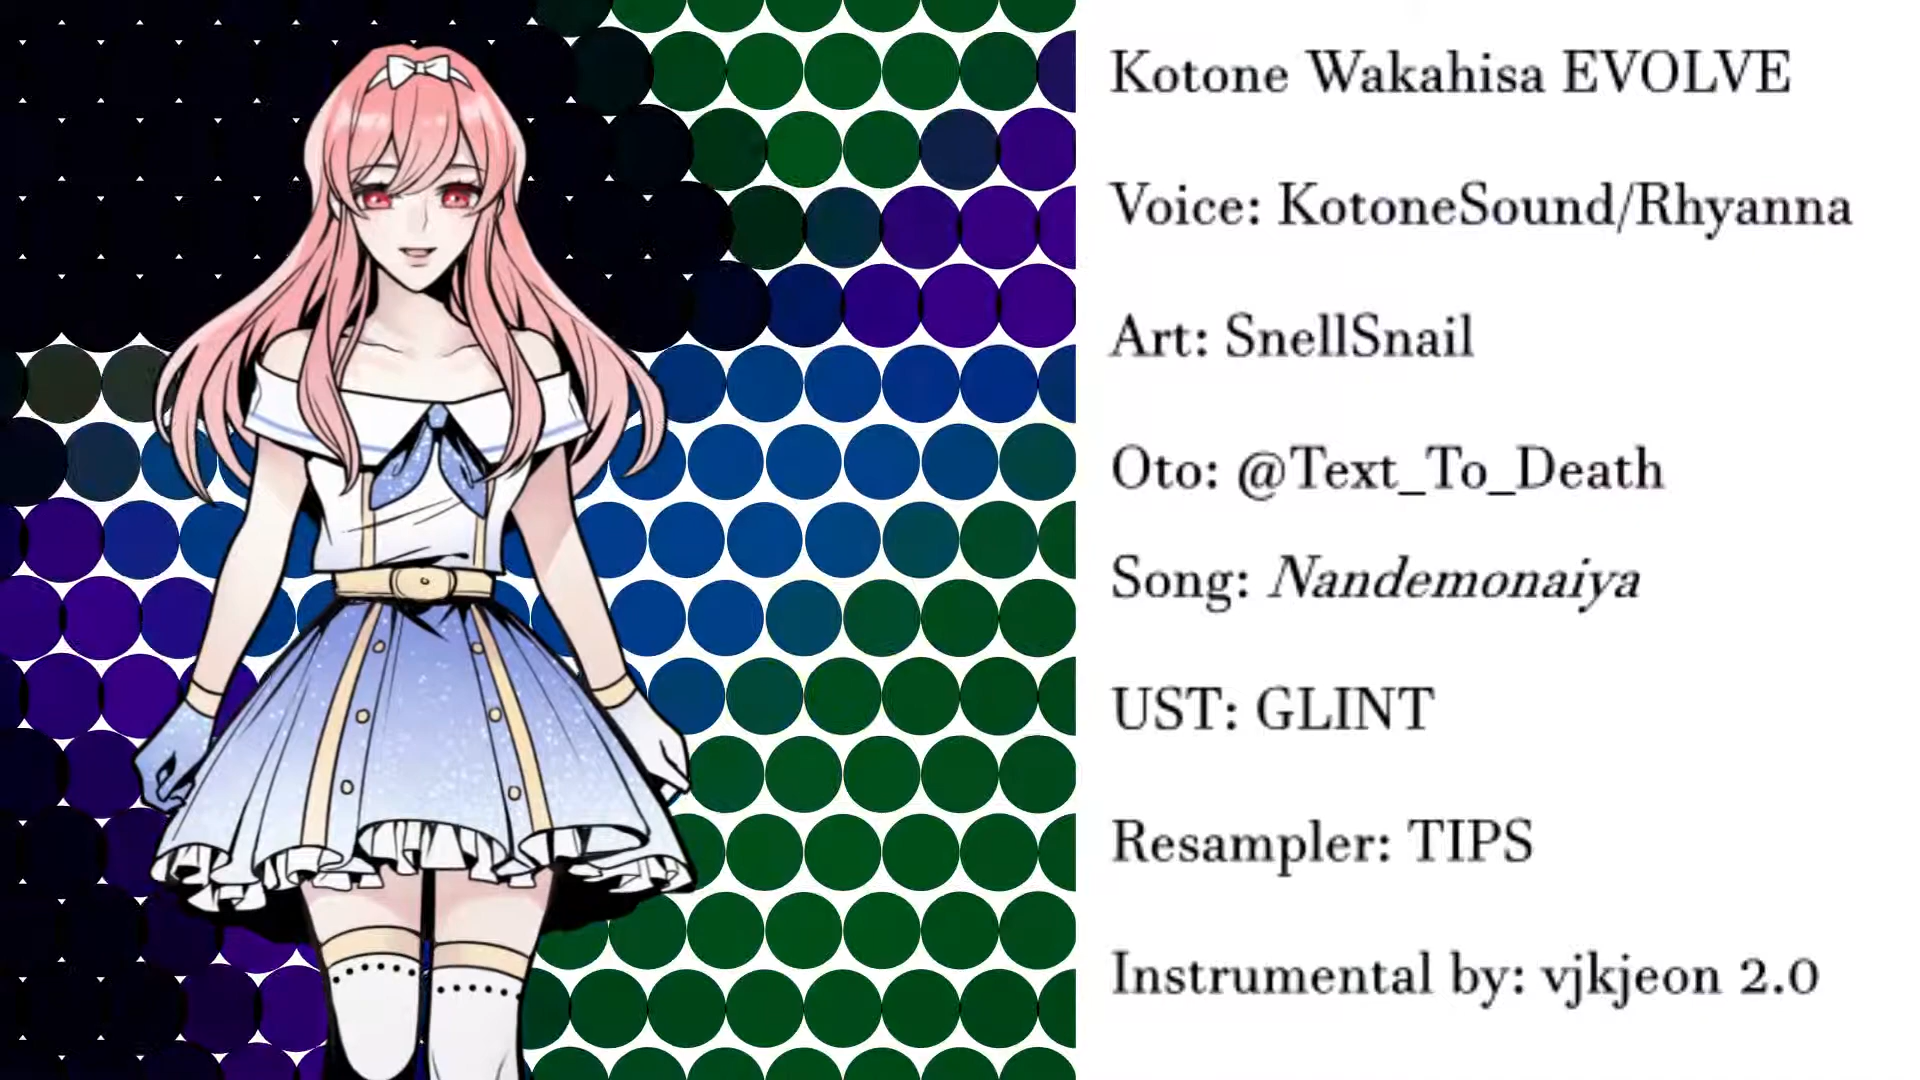 Kotone Wakahisa EVOLVE
Voice: KotoneSound/Rhyanna
Art: SnellSnail
Oto: @Text_To_Death
Song: Nandemonaiya
UST: GLINT
Resampler: TIPS
Instrumental by: vjkjeon 2.0